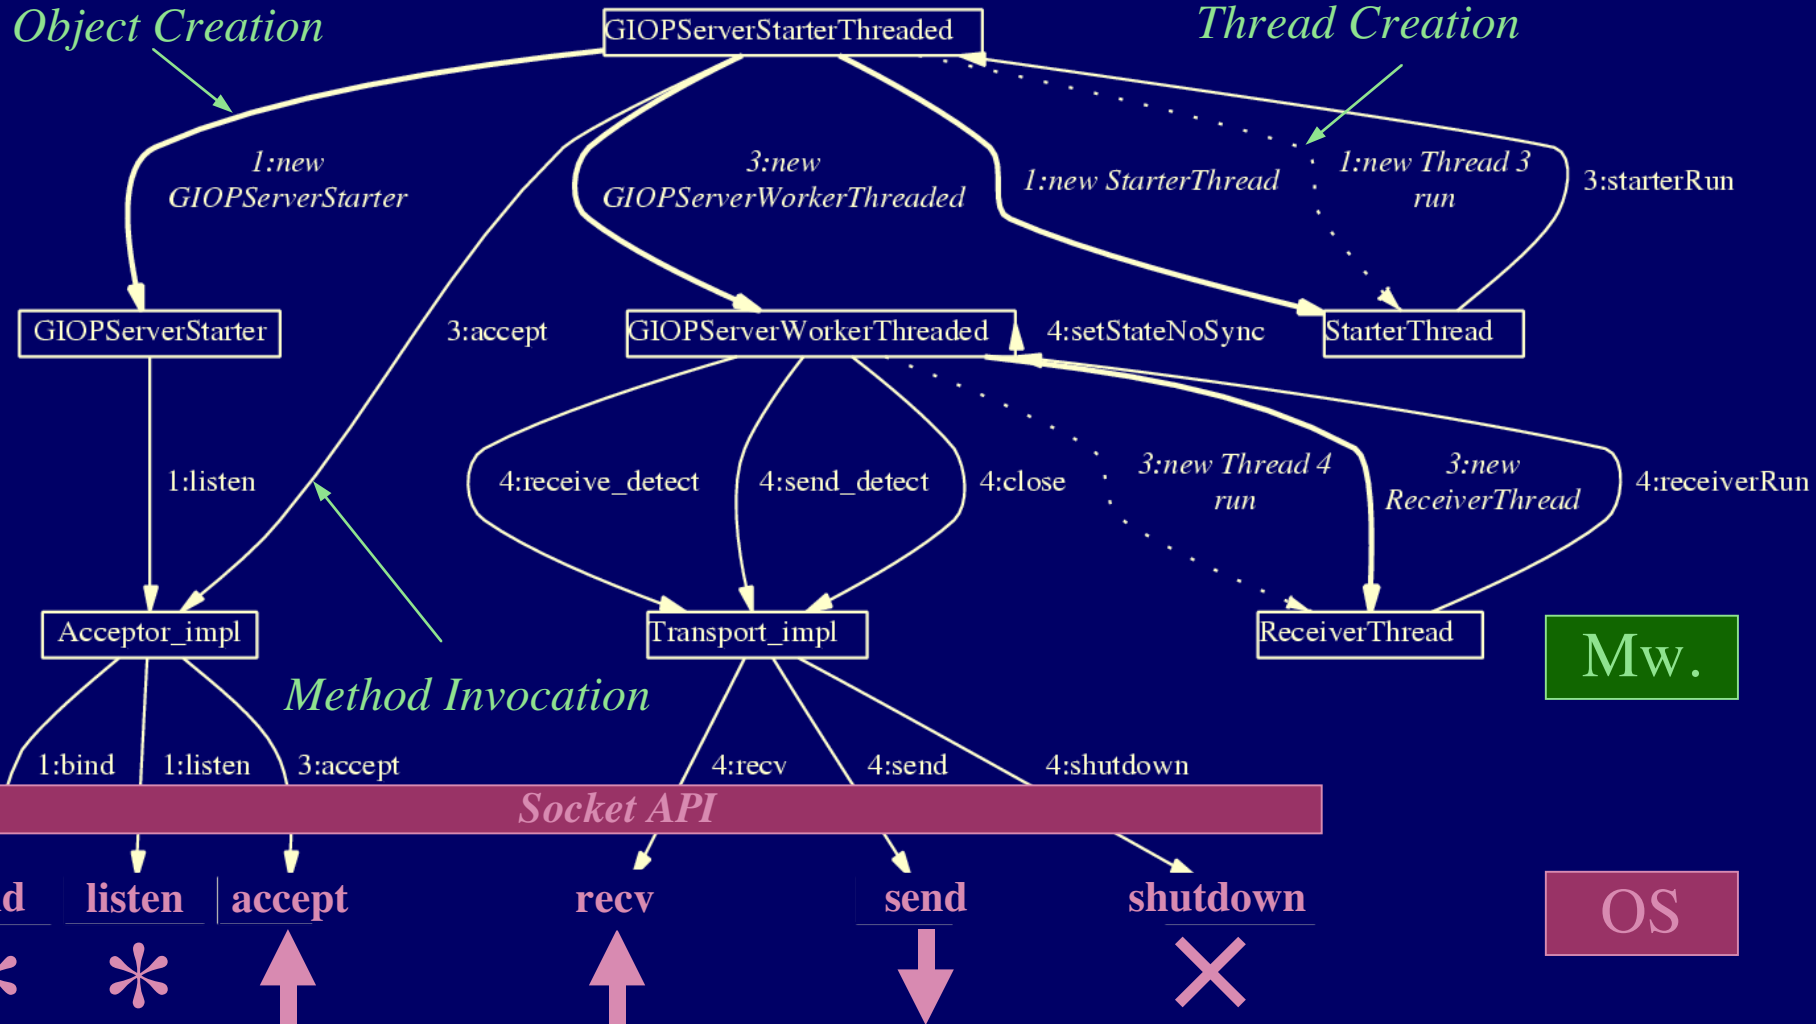 Object Creation
GIOPServerStarterThreaded
Thread Creation
1:new
GIOPServerStarter
3:new
GIOPServerWorkerThreaded
1:new StarterThread
1:new Thread 3
run
3:starterRun
GIOPServerStarter
3:accept
GIOPServerWorkerThreaded
4:setStateNoSync
StarterThread
1:listen
4:receive_detect
4:send_detect
4:close
3:new Thread 4
run
3:new
ReceiverThread
4:receiverRun
Acceptor_impl
Transport_impl
ReceiverThread
Mw.
Method Invocation
1:bind
1:listen
3:accept
4:recv
4:send
4:shutdown
Socket API
d
listen
accept
recv
send
shutdown
OS